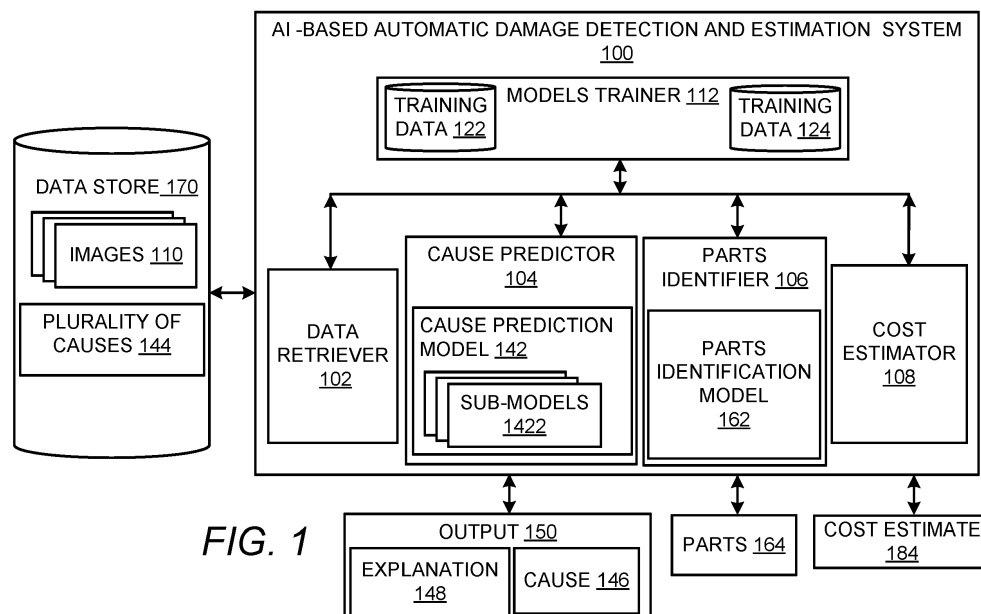 AI -BASED AUTOMATIC DAMAGE DETECTION AND ESTIMATION SYSTEM
100
MODELS TRAINER 112
TRAINING
DATA 122
TRAINING
DATA 124
DATA STORE 170
IMAGES 110
PLURALITY OF
CAUSES 144
DATA
RETRIEVER
102
CAUSE PREDICTOR
104
CAUSE PREDICTION
MODEL 142
SUB-MODELS
1422
PARTS
IDENTIFIER 106
PARTS
IDENTIFICATION
MODEL
162
COST
ESTIMATOR
108
FIG. 1
OUTPUT 150
EXPLANATION
148
CAUSE 146
PARTS 164
COST ESTIMATE
184